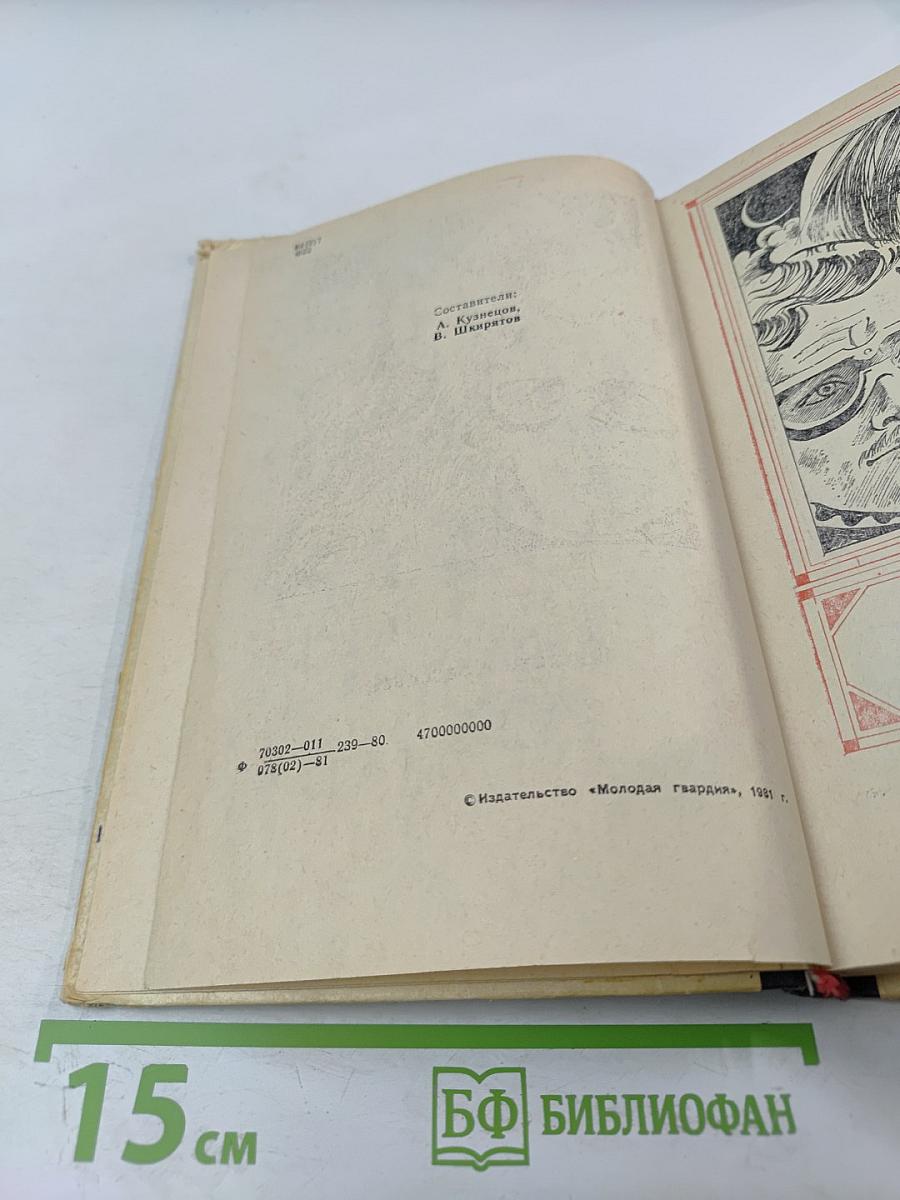 Составители:
А. Кузнецов,
В. Шкирятов
Ф 70302—011 239—80. 4700000000
078(02)—81
© Издательство «Молодая гвардия», 1981 г.
15 см
БФ БИБЛИОФАН